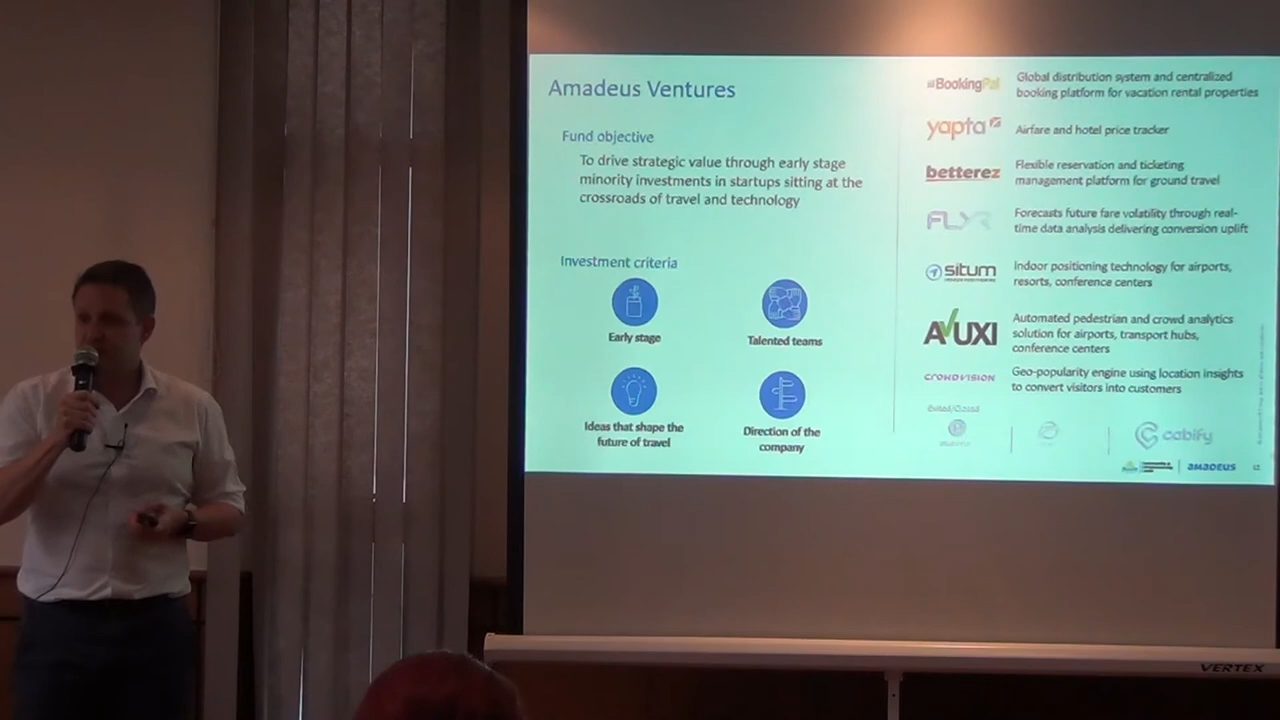 Amadeus Ventures
Fund objective
To drive strategic value through early stage
minority investments in startups sitting at the
crossroads of travel and technology
Investment criteria
Early stage
Talented teams
Ideas that shape the
future of travel
Direction of the
company
BookingPal
Global distribution system and centralized
booking platform for vacation rental properties
yapta
Airfare and hotel price tracker
betterez
Flexible reservation and ticketing
management platform for ground travel
FLYR
Forecasts future fare volatility through real-
time data analysis delivering conversion uplift
situm
INDOOR POSITIONING
Indoor positioning technology for airports,
resorts, conference centers
AVUXI
Automated pedestrian and crowd analytics
solution for airports, transport hubs,
conference centers
CROWDVISION
Geo-popularity engine using location insights
to convert visitors into customers
Exited/Closed
cabify
amadeus
12
VERTEX